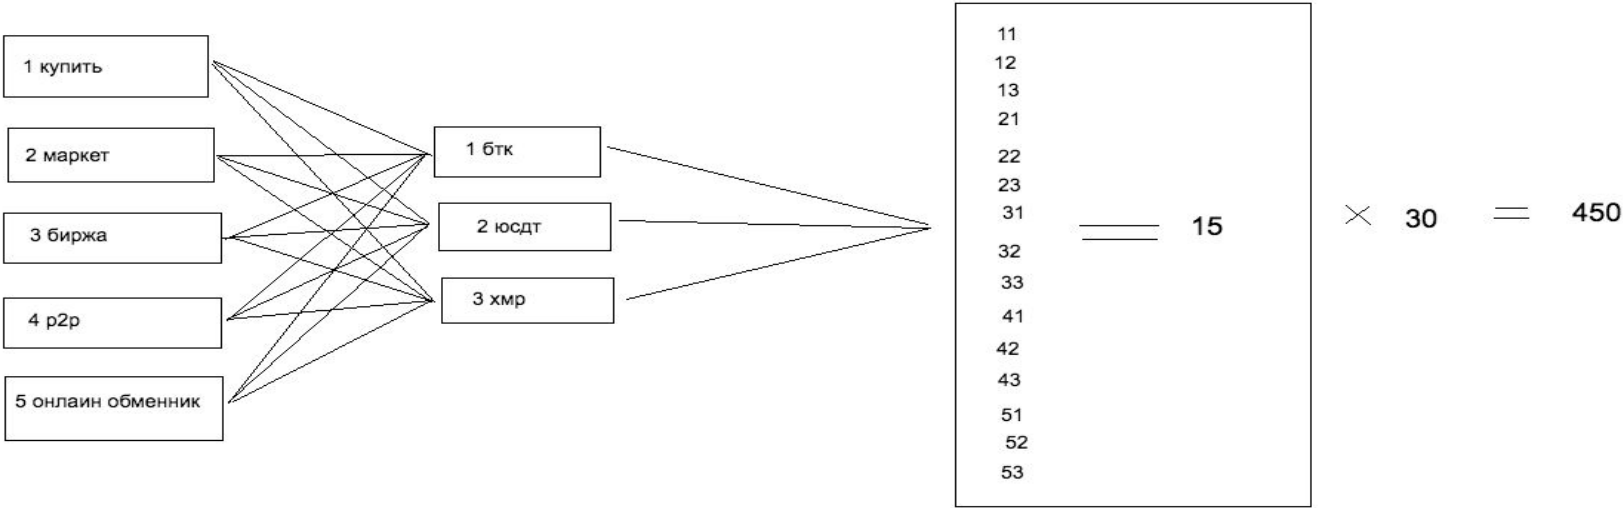 1 купить
2 маркет
3 биржа
4 p2p
5 онлаин обменник
1 бтк
2 юсдт
3 хмр
11
12
13
21
22
23
31
32
33
41
42
43
51
52
53
= 15
× 30 = 450